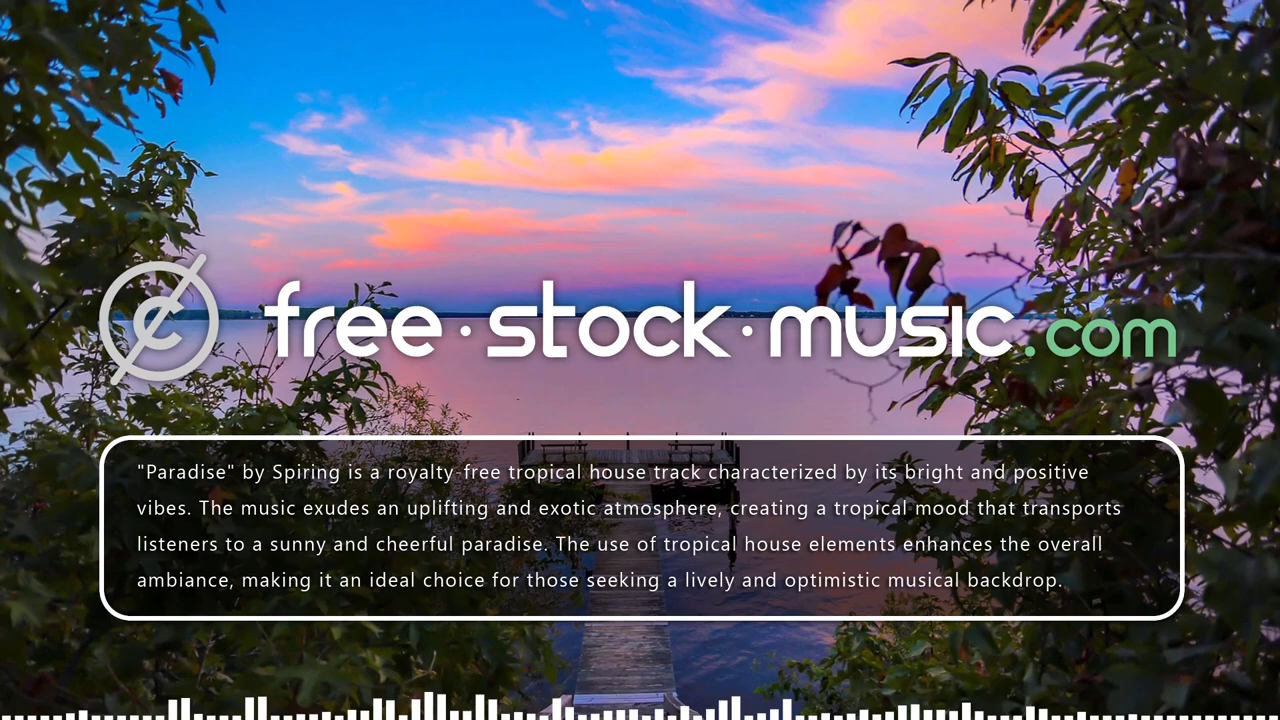 free·stock·music.com
"Paradise" by Spiring is a royalty-free tropical house track characterized by its bright and positive
vibes. The music exudes an uplifting and exotic atmosphere, creating a tropical mood that transports
listeners to a sunny and cheerful paradise. The use of tropical house elements enhances the overall
ambiance, making it an ideal choice for those seeking a lively and optimistic musical backdrop.